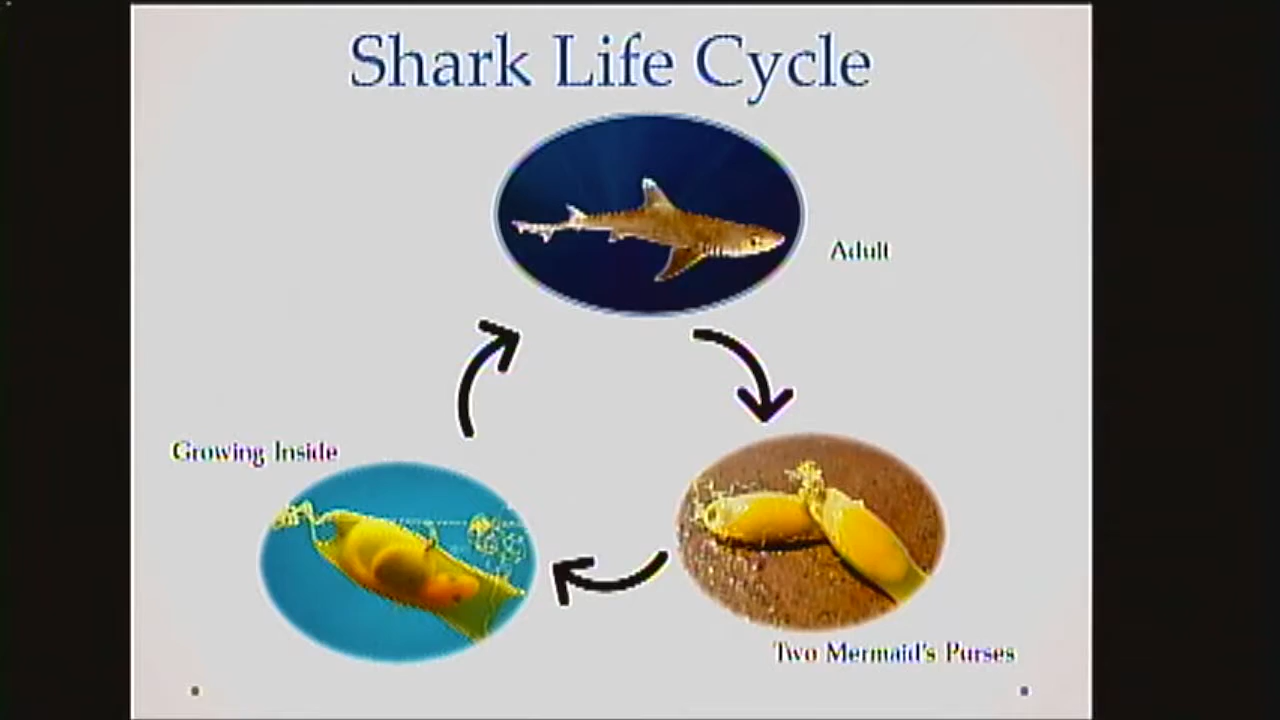 Shark Life Cycle
Adult
Growing Inside
Two Mermaid's Purses